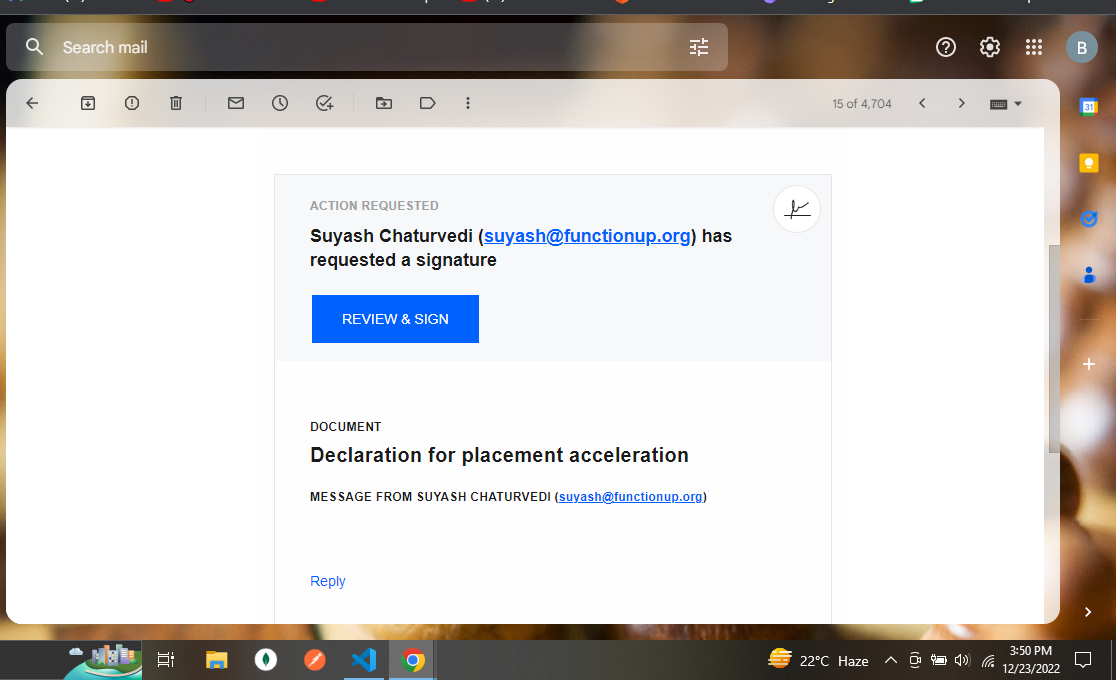 Search mail
B
15 of 4,704
31
ACTION REQUESTED
Suyash Chaturvedi (suyash@functionup.org) has
requested a signature
REVIEW & SIGN
DOCUMENT
Declaration for placement acceleration
MESSAGE FROM SUYASH CHATURVEDI (suyash@functionup.org)
Reply
22°C Haze
3:50 PM
12/23/2022